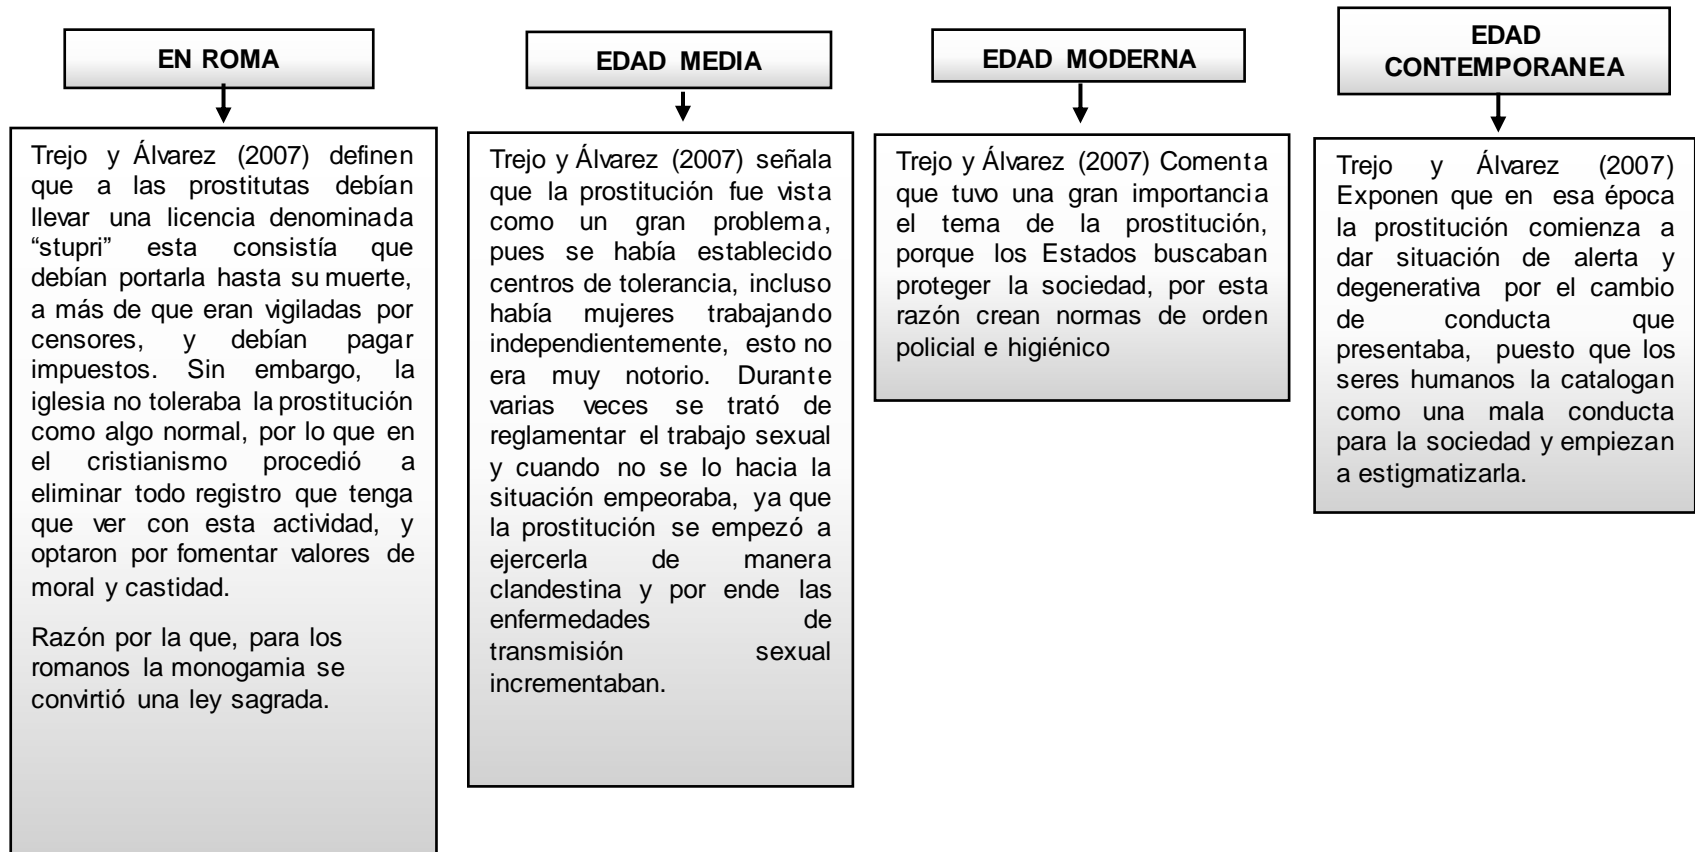 EN ROMA
Trejo y Álvarez (2007) definen
que a las prostitutas debían
llevar una licencia denominada
“stupri” esta consistía que
debían portarla hasta su muerte,
a más de que eran vigiladas por
censores, y debían pagar
impuestos. Sin embargo, la
iglesia no toleraba la prostitución
como algo normal, por lo que en
el cristianismo procedió a
eliminar todo registro que tenga
que ver con esta actividad, y
optaron por fomentar valores de
moral y castidad.
Razón por la que, para los
romanos la monogamia se
convirtió una ley sagrada.
EDAD MEDIA
Trejo y Álvarez (2007) señala
que la prostitución fue vista
como un gran problema,
pues se había establecido
centros de tolerancia, incluso
había mujeres trabajando
independientemente, esto no
era muy notorio. Durante
varias veces se trató de
reglamentar el trabajo sexual
y cuando no se lo hacia la
situación empeoraba, ya que
la prostitución se empezó a
ejercerla de manera
clandestina y por ende las
enfermedades de
transmisión sexual
incrementaban.
EDAD MODERNA
Trejo y Álvarez (2007) Comenta
que tuvo una gran importancia
el tema de la prostitución,
porque los Estados buscaban
proteger la sociedad, por esta
razón crean normas de orden
policial e higiénico
EDAD
CONTEMPORANEA
Trejo y Álvarez (2007)
Exponen que en esa época
la prostitución comienza a
dar situación de alerta y
degenerativa por el cambio
de conducta que
presentaba, puesto que los
seres humanos la catalogan
como una mala conducta
para la sociedad y empiezan
a estigmatizarla.